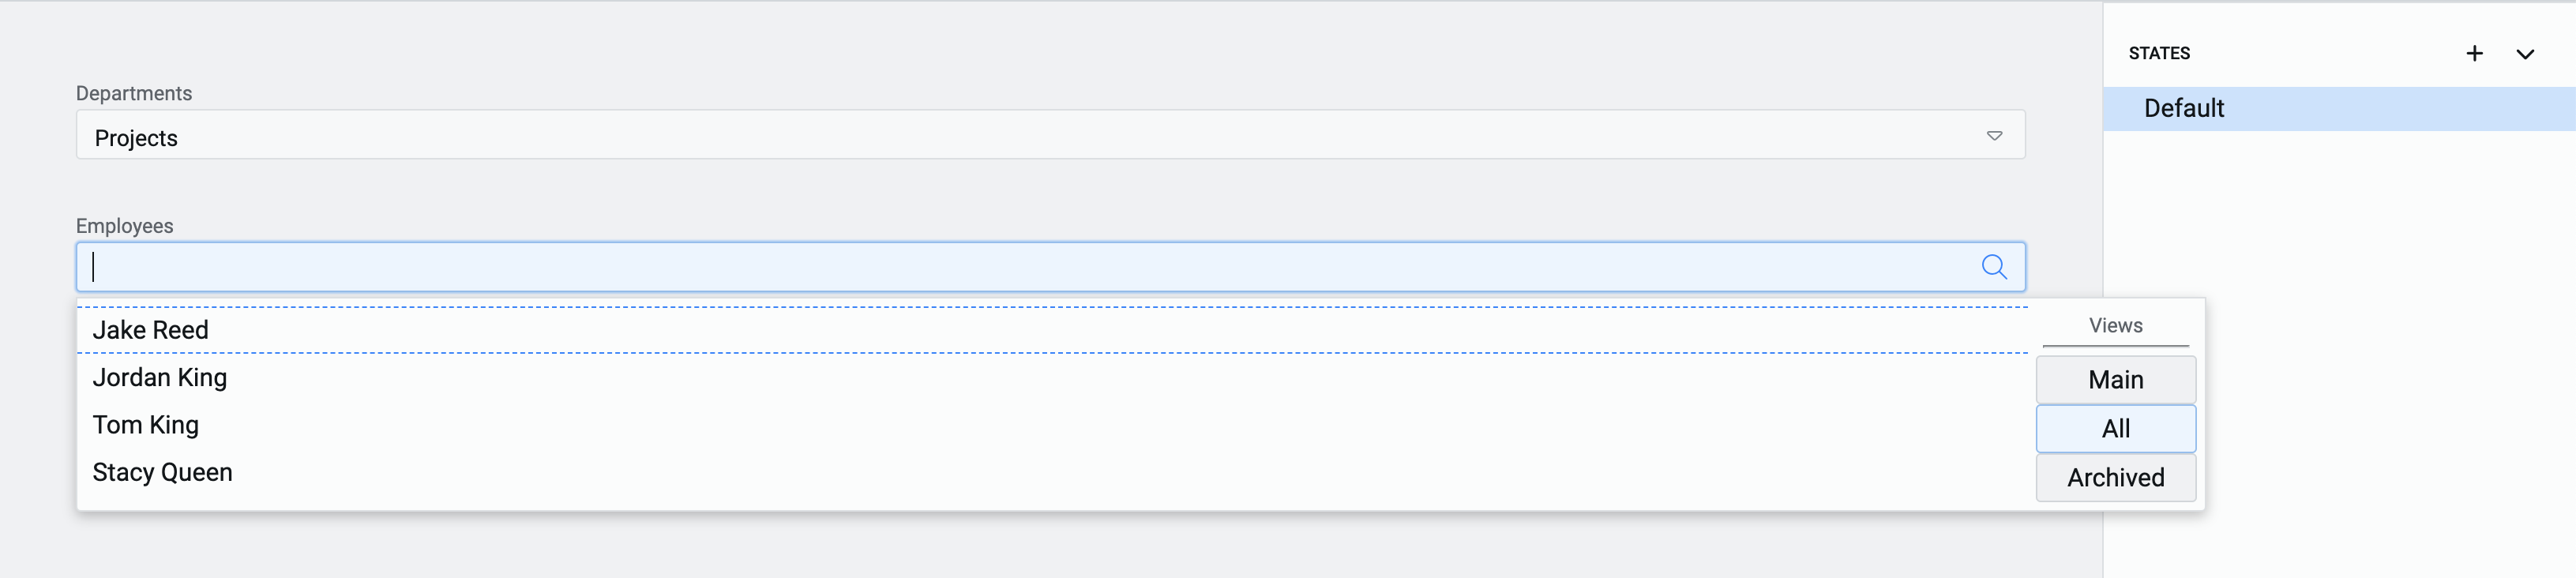 Departments
Projects
Employees
Jake Reed
Jordan King
Tom King
Stacy Queen
Views
Main
All
Archived
STATES
Default